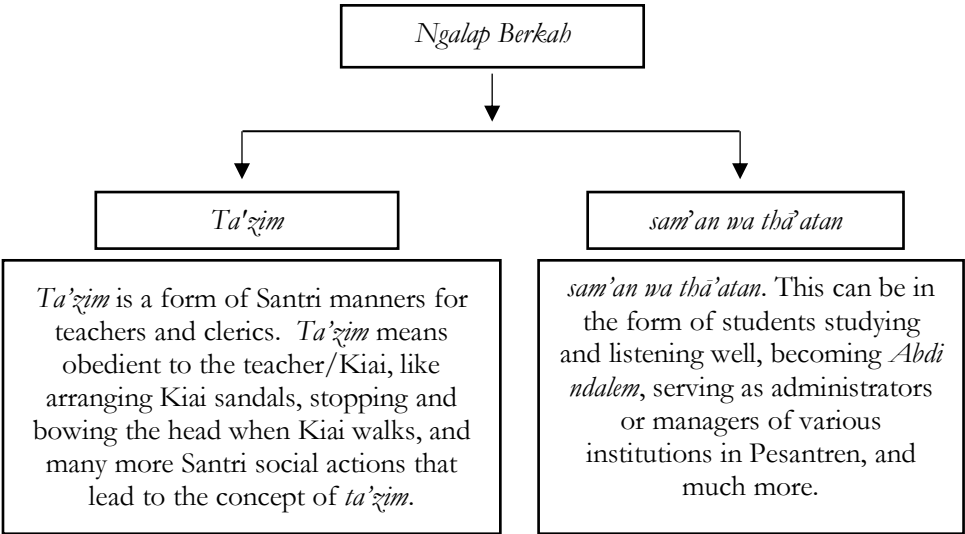 Ngalap Berkah
Ta'zim
sam'an wa thā'atan
Ta'zim is a form of Santri manners for
teachers and clerics. Ta'zim means
obedient to the teacher/Kiai, like
arranging Kiai sandals, stopping and
bowing the head when Kiai walks, and
many more Santri social actions that
lead to the concept of ta'zim.
sam'an wa thā'atan. This can be in
the form of students studying
and listening well, becoming Abdi
ndalem, serving as administrators
or managers of various
institutions in Pesantren, and
much more.